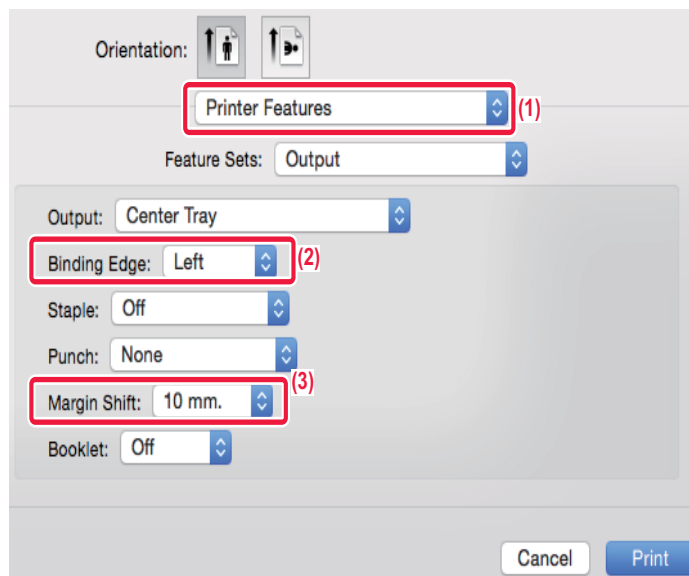 Orientation:
Printer Features (1)
Feature Sets: Output
Output: Center Tray
Binding Edge: Left (2)
Staple: Off
Punch: None
(3)
Margin Shift: 10 mm.
Booklet: Off
Cancel Print